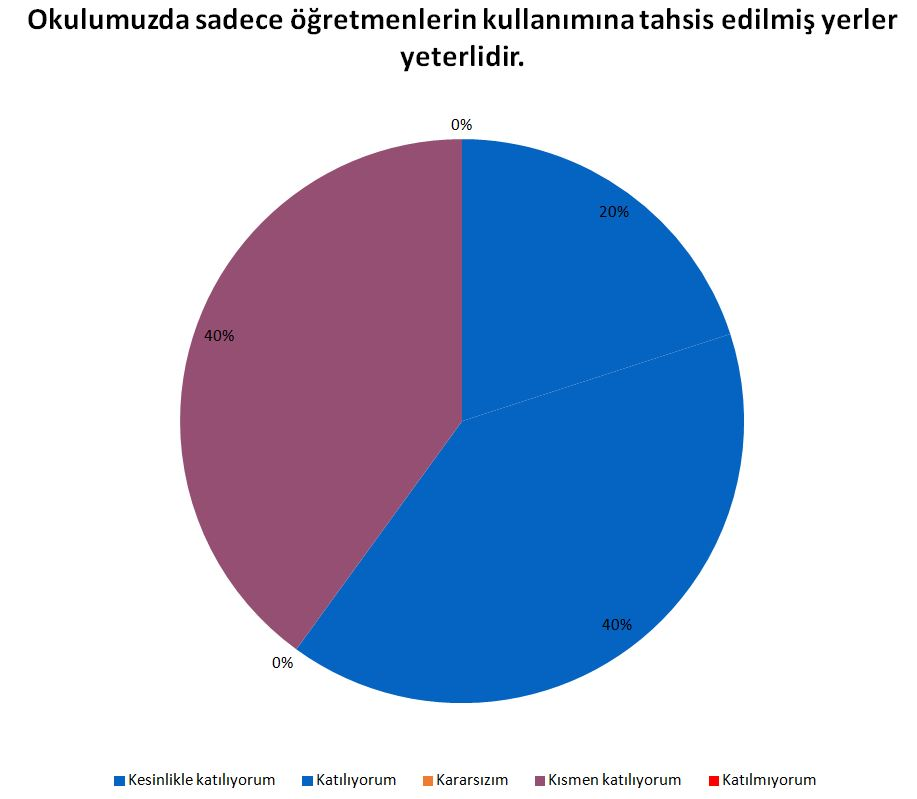 Okulumuzda sadece öğretmenlerin kullanımına tahsis edilmiş yerler
yeterlidir.
0%
20%
40%
40%
0%
Kesinlikle katılıyorum Katılıyorum Kararsızım Kısmen katılıyorum Katılmıyorum